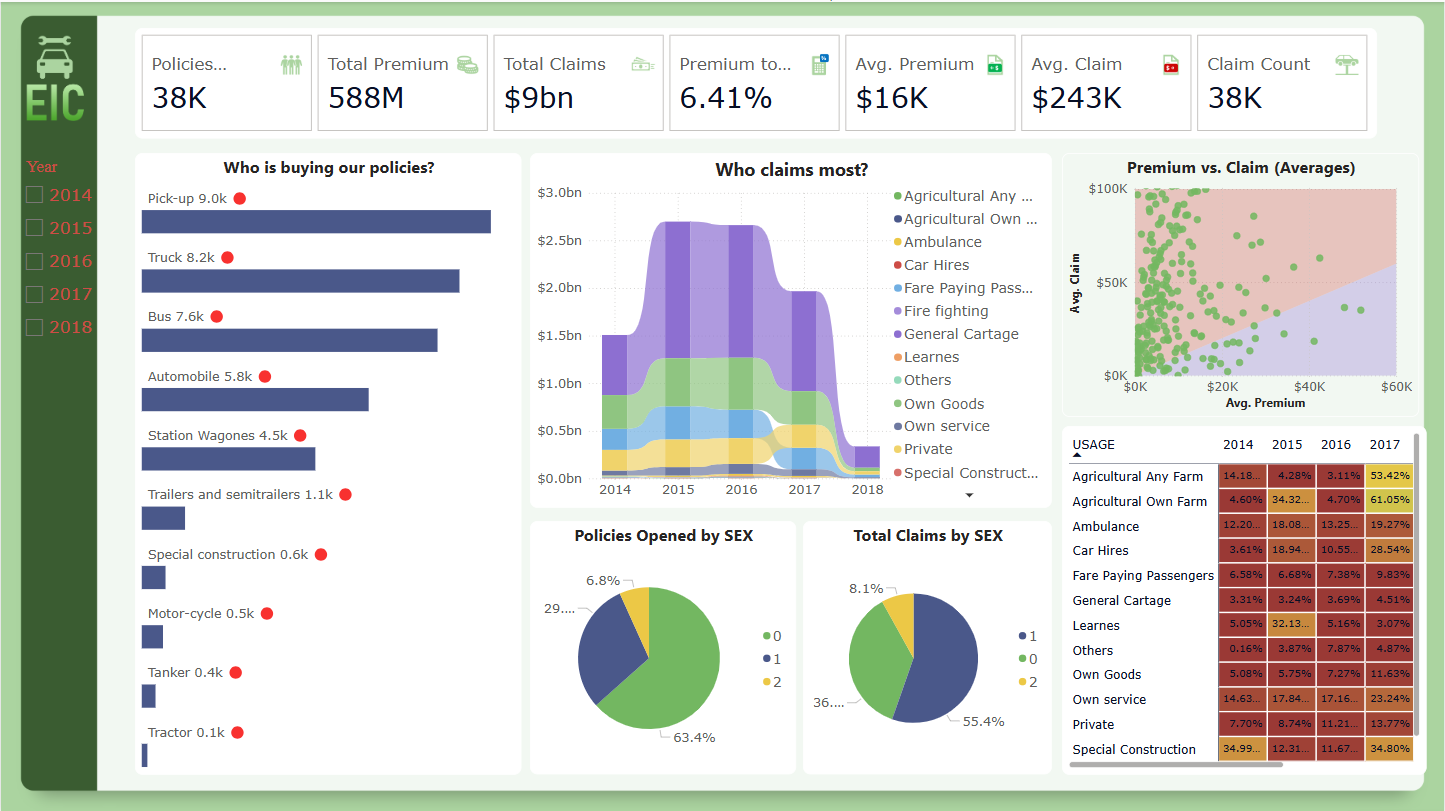 EIC
Year
2014
2015
2016
2017
2018
Policies...
38K
Total Premium
588M
Total Claims
$9bn
Premium to...
6.41%
Avg. Premium
$16K
Avg. Claim
$243K
Claim Count
38K
Who is buying our policies?
Pick-up 9.0k
Truck 8.2k
Bus 7.6k
Automobile 5.8k
Station Wagones 4.5k
Trailers and semitrailers 1.1k
Special construction 0.6k
Motor-cycle 0.5k
Tanker 0.4k
Tractor 0.1k
Who claims most?
$3.0bn
$2.5bn
$2.0bn
$1.5bn
$1.0bn
$0.5bn
$0.0bn
2014 2015 2016 2017 2018
Agricultural Any ...
Agricultural Own ...
Ambulance
Car Hires
Fare Paying Pass...
Fire fighting
General Cartage
Learnes
Others
Own Goods
Own service
Private
Special Construct...
Policies Opened by SEX
6.8%
29....
63.4%
0
1
2
Total Claims by SEX
8.1%
36....
55.4%
1
0
2
Premium vs. Claim (Averages)
Avg. Claim
$100K
$50K
$0K
$0K $20K $40K $60K
Avg. Premium
USAGE 2014 2015 2016 2017
Agricultural Any Farm 14.18... 4.28% 3.11% 53.42%
Agricultural Own Farm 4.60% 34.32... 4.70% 61.05%
Ambulance 12.20... 18.08... 13.25... 19.27%
Car Hires 3.61% 18.94... 10.55... 28.54%
Fare Paying Passengers 6.58% 6.68% 7.38% 9.83%
General Cartage 3.31% 3.24% 3.69% 4.51%
Learnes 5.05% 32.13... 5.16% 3.07%
Others 0.16% 3.87% 7.87% 4.87%
Own Goods 5.08% 5.75% 7.27% 11.63%
Own service 14.63... 17.84... 17.16... 23.24%
Private 7.70% 8.74% 11.21... 13.77%
Special Construction 34.99... 12.31... 11.67... 34.80%